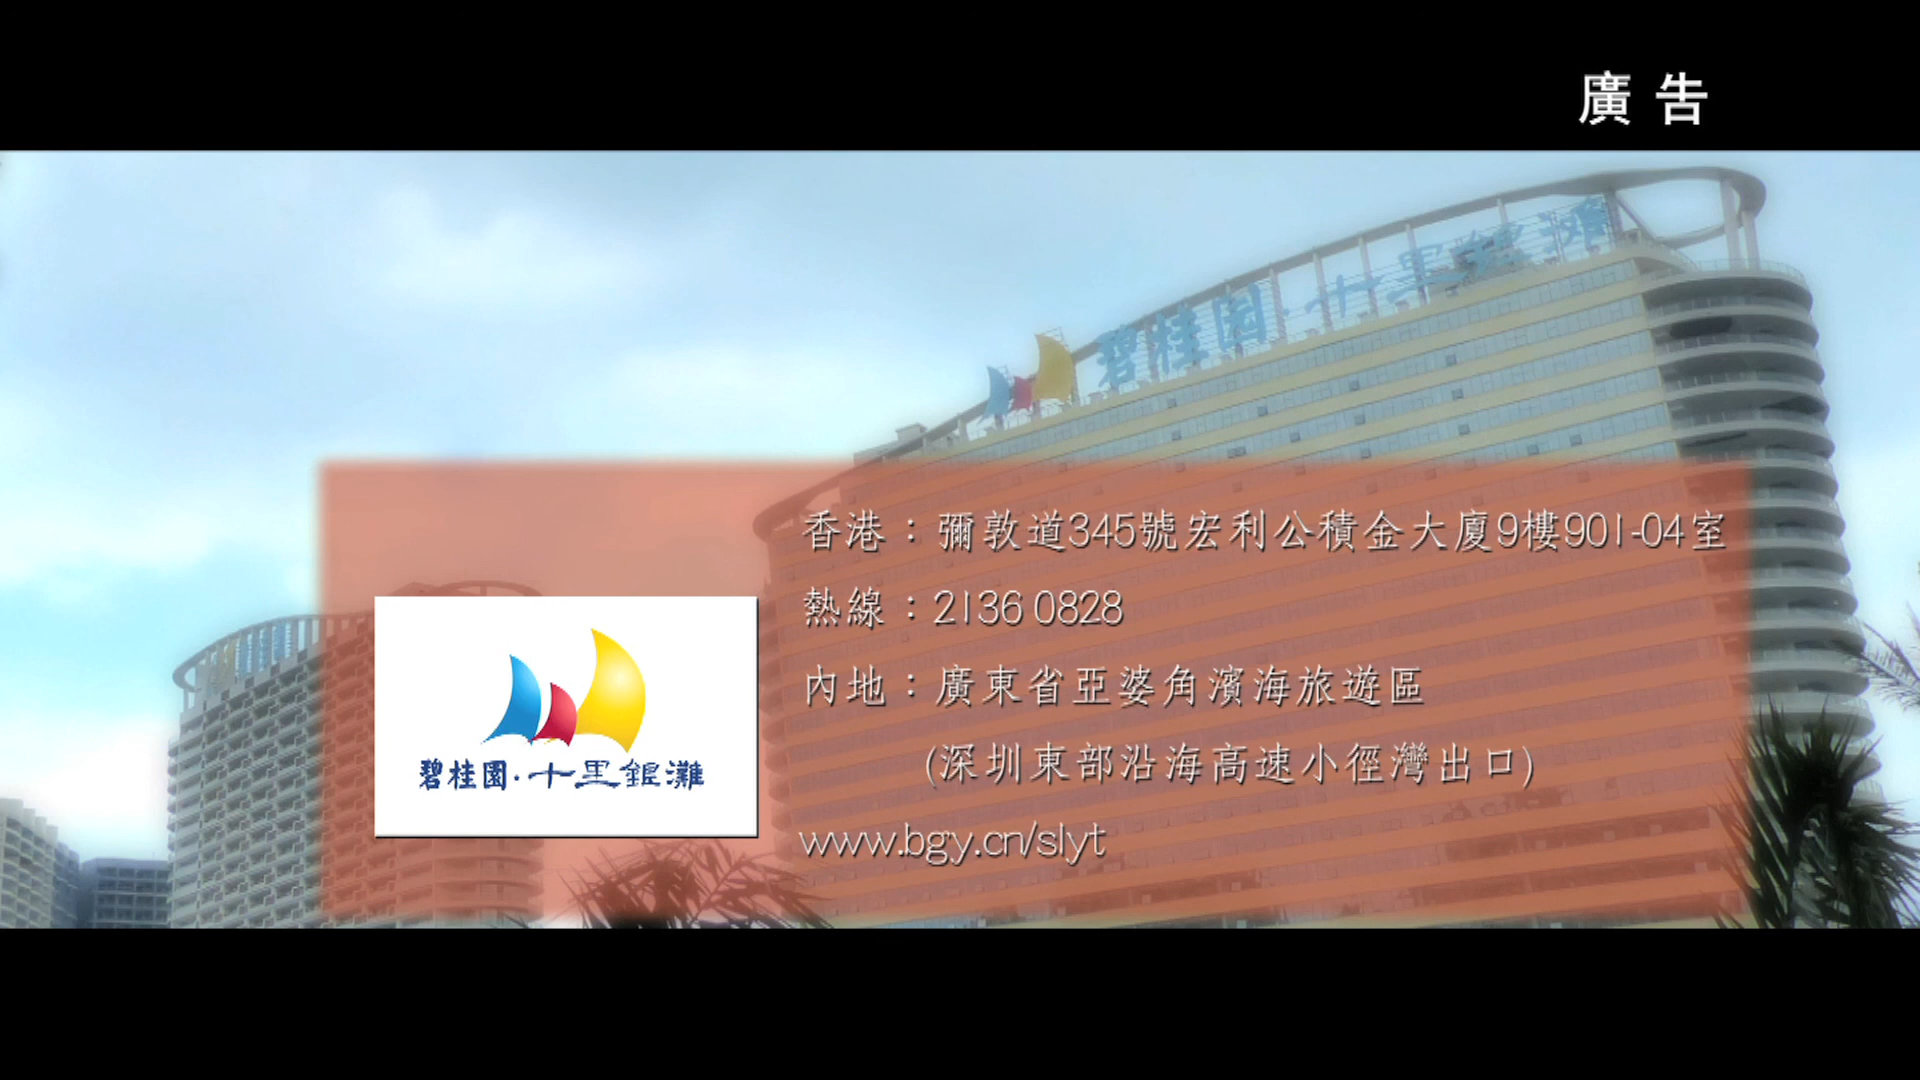 廣告
碧桂園·十里銀灘
香港：彌敦道345號宏利公積金大廈9樓901-04室
熱線：2136 0828
內地：廣東省亞婆角濱海旅遊區
(深圳東部沿海高速小徑灣出口)
碧桂園·十里銀灘
www.bgy.cn/slyt